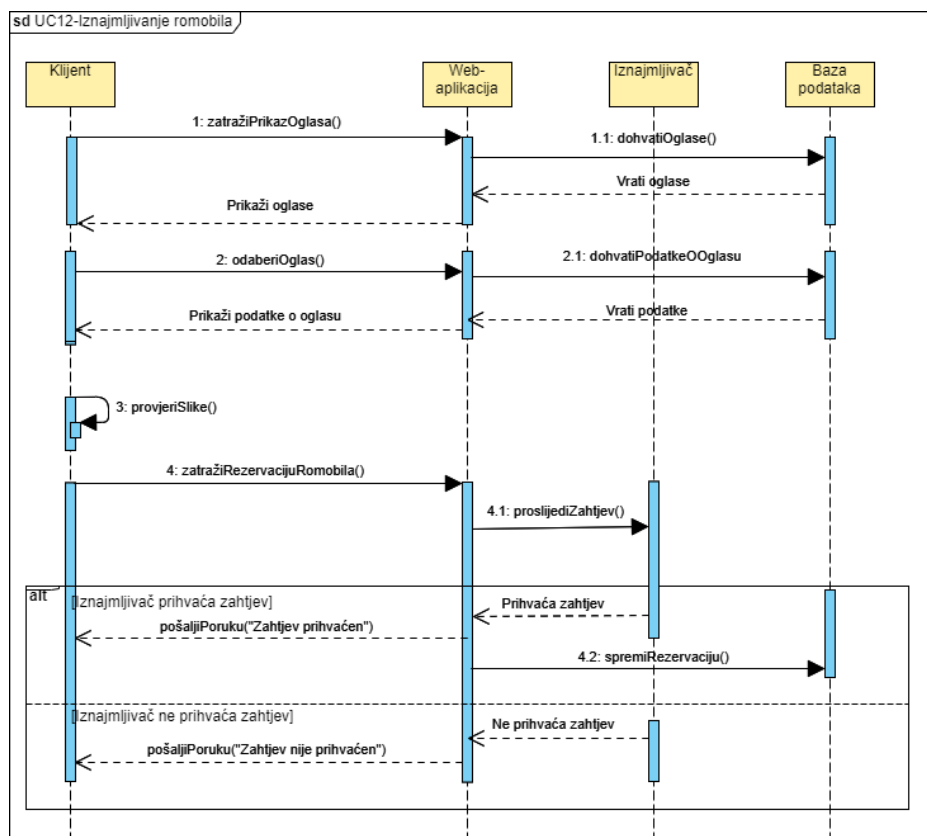 sd UC12-Iznajmljivanje romobila
Klijent
Web-
aplikacija
Iznajmljivač
Baza
podataka
1: zatražiPrikazOglasa()
1.1: dohvatiOglase()
Vrati oglase
Prikaži oglase
2: odaberiOglas()
2.1: dohvatiPodatkeOOglasu
Vrati podatke
Prikaži podatke o oglasu
3: provjeriSlike()
4: zatražiRezervacijuRomobila()
4.1: proslijediZahtjev()
alt
[Iznajmljivač prihvaća zahtjev]
Prihvaća zahtjev
pošaljiPoruku("Zahtjev prihvaćen")
4.2: spremiRezervaciju()
[Iznajmljivač ne prihvaća zahtjev]
Ne prihvaća zahtjev
pošaljiPoruku("Zahtjev nije prihvaćen")